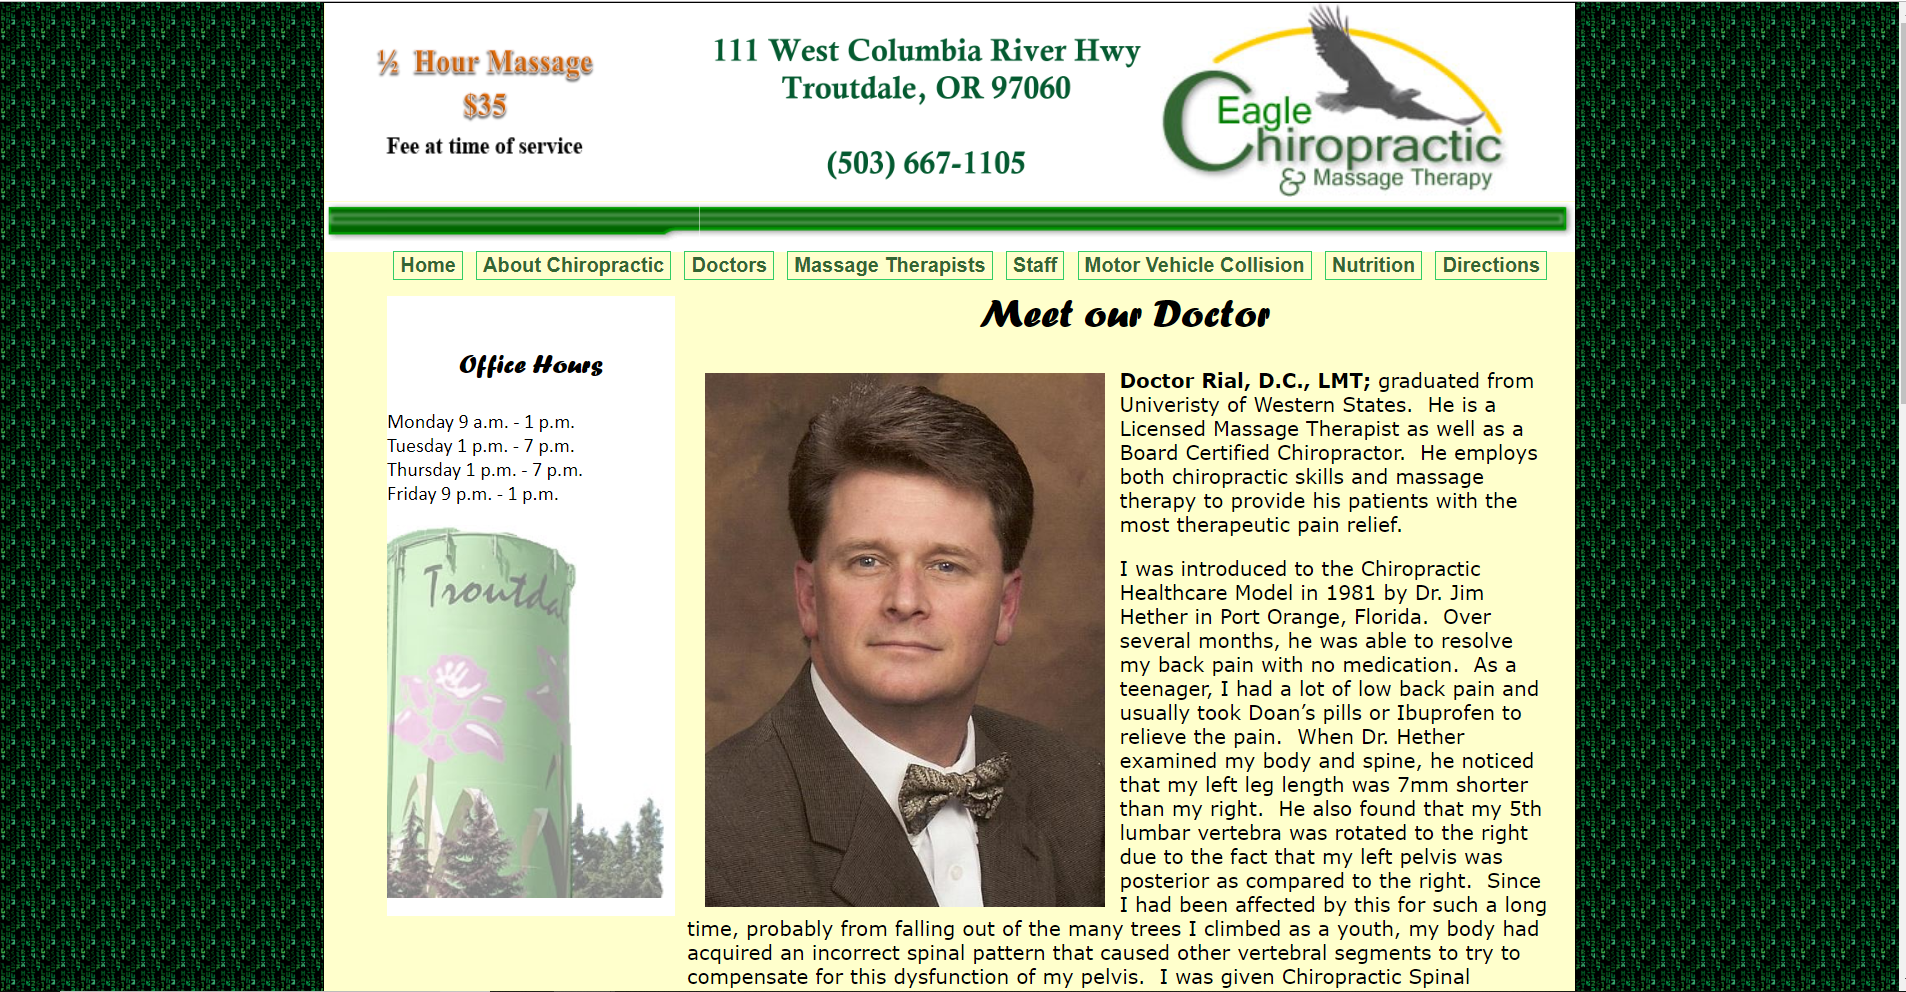 ½ Hour Massage
$35
Fee at time of service
111 West Columbia River Hwy
Troutdale, OR 97060
(503) 667-1105
Eagle
Chiropractic
& Massage Therapy
Home About Chiropractic Doctors Massage Therapists Staff Motor Vehicle Collision Nutrition Directions
Office Hours
Monday 9 a.m. - 1 p.m.
Tuesday 1 p.m. - 7 p.m.
Thursday 1 p.m. - 7 p.m.
Friday 9 p.m. - 1 p.m.
Troutda
Meet our Doctor
Doctor Rial, D.C., LMT; graduated from
Univeristy of Western States. He is a
Licensed Massage Therapist as well as a
Board Certified Chiropractor. He employs
both chiropractic skills and massage
therapy to provide his patients with the
most therapeutic pain relief.
I was introduced to the Chiropractic
Healthcare Model in 1981 by Dr. Jim
Hether in Port Orange, Florida. Over
several months, he was able to resolve
my back pain with no medication. As a
teenager, I had a lot of low back pain and
usually took Doan’s pills or Ibuprofen to
relieve the pain. When Dr. Hether
examined my body and spine, he noticed
that my left leg length was 7mm shorter
than my right. He also found that my 5th
lumbar vertebra was rotated to the right
due to the fact that my left pelvis was
posterior as compared to the right. Since
I had been affected by this for such a long
time, probably from falling out of the many trees I climbed as a youth, my body had
acquired an incorrect spinal pattern that caused other vertebral segments to try to
compensate for this dysfunction of my pelvis. I was given Chiropractic Spinal